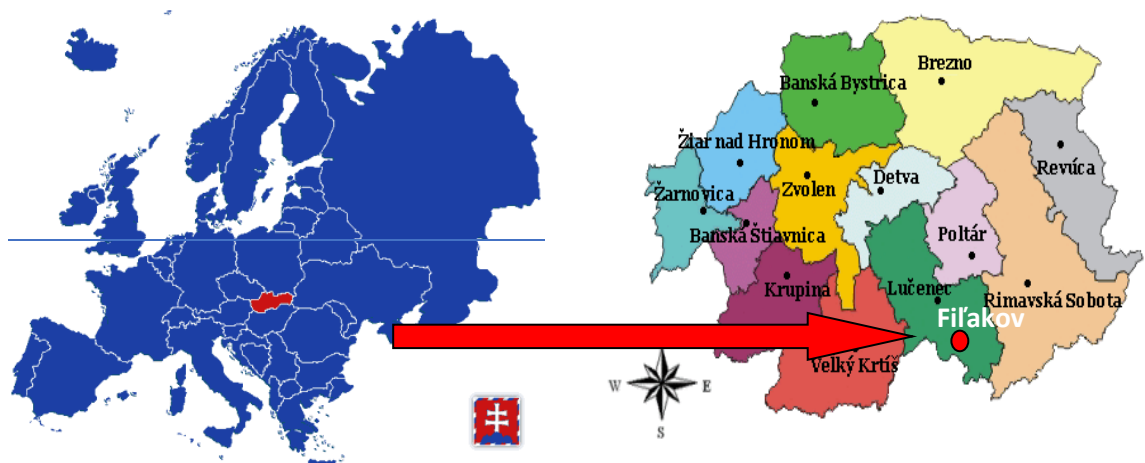 Brezno
Banská Bystrica
Žiar nad Hronom
Revúca
Detva
Zvolen
Žarnovica
Banská Štiavnica
Poltár
Krupina
Lučenec
Rimavská Sobota
Fiľakov
Veľký Krtíš
W
E
S